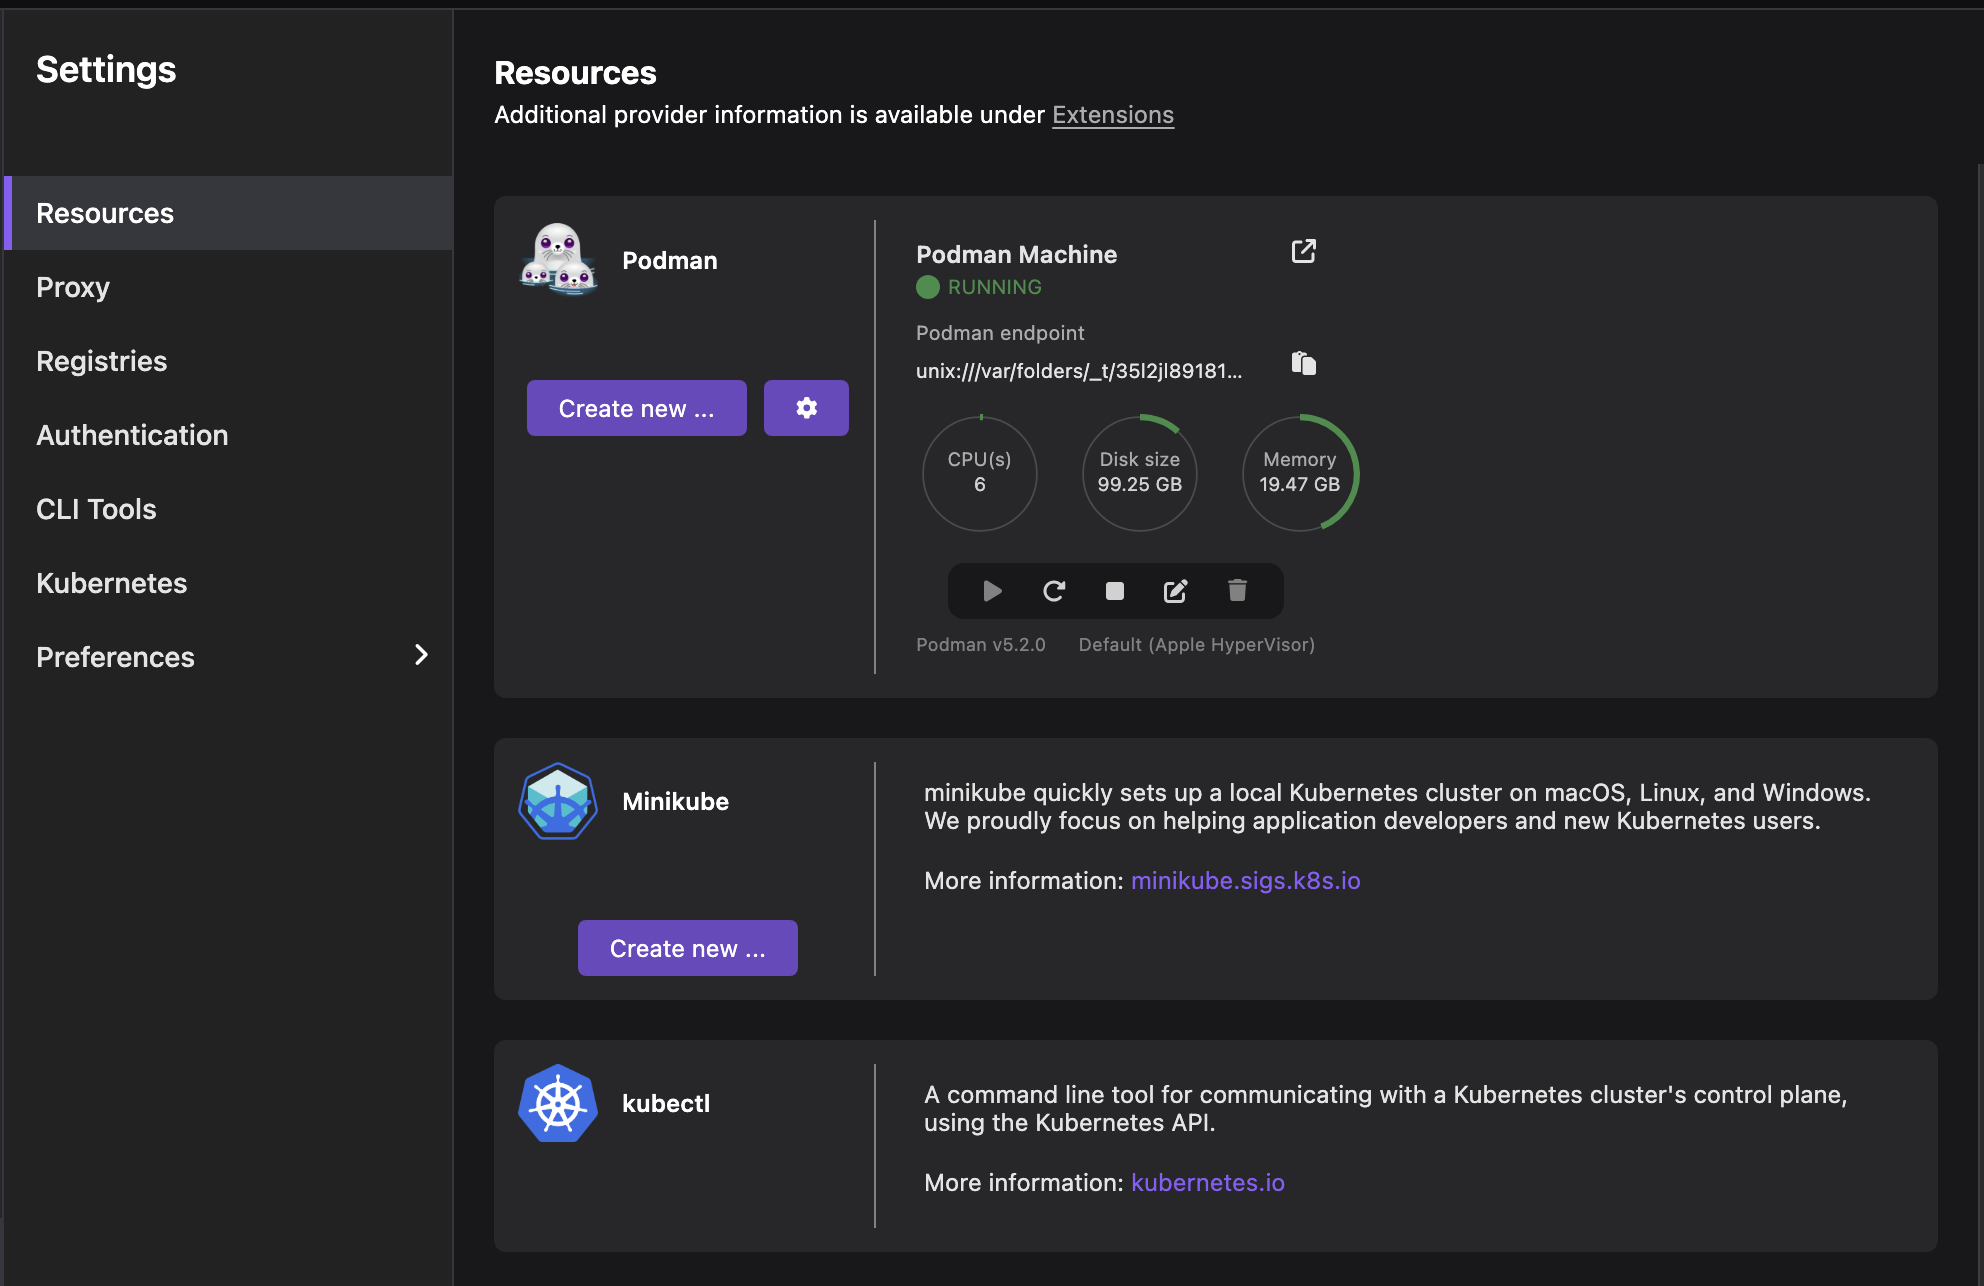 Settings
Resources
Proxy
Registries
Authentication
CLI Tools
Kubernetes
Preferences
Resources
Additional provider information is available under Extensions
Podman
Create new ...
Podman Machine
RUNNING
Podman endpoint
unix:///var/folders/_t/35l2jl89181...
CPU(s)
6
Disk size
99.25 GB
Memory
19.47 GB
Podman v5.2.0 Default (Apple HyperVisor)
Minikube
Create new ...
minikube quickly sets up a local Kubernetes cluster on macOS, Linux, and Windows.
We proudly focus on helping application developers and new Kubernetes users.
More information: minikube.sigs.k8s.io
kubectl
A command line tool for communicating with a Kubernetes cluster's control plane,
using the Kubernetes API.
More information: kubernetes.io